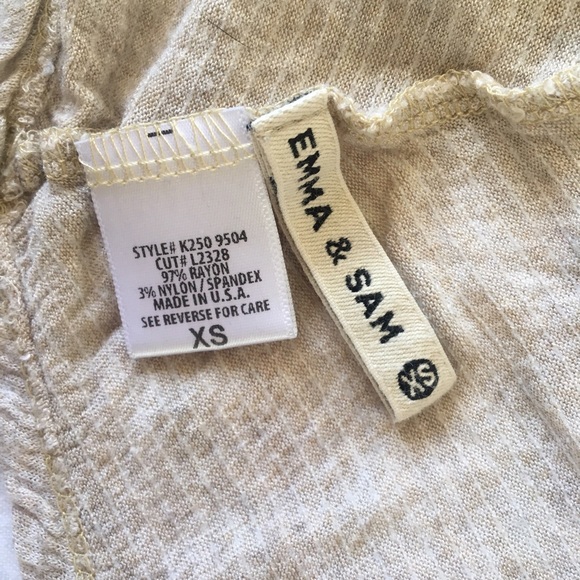 STYLE# K250 9504
CUT# L2328
97% RAYON
3% NYLON / SPANDEX
MADE IN U.S.A.
SEE REVERSE FOR CARE
XS
EMMA & SAM
XS